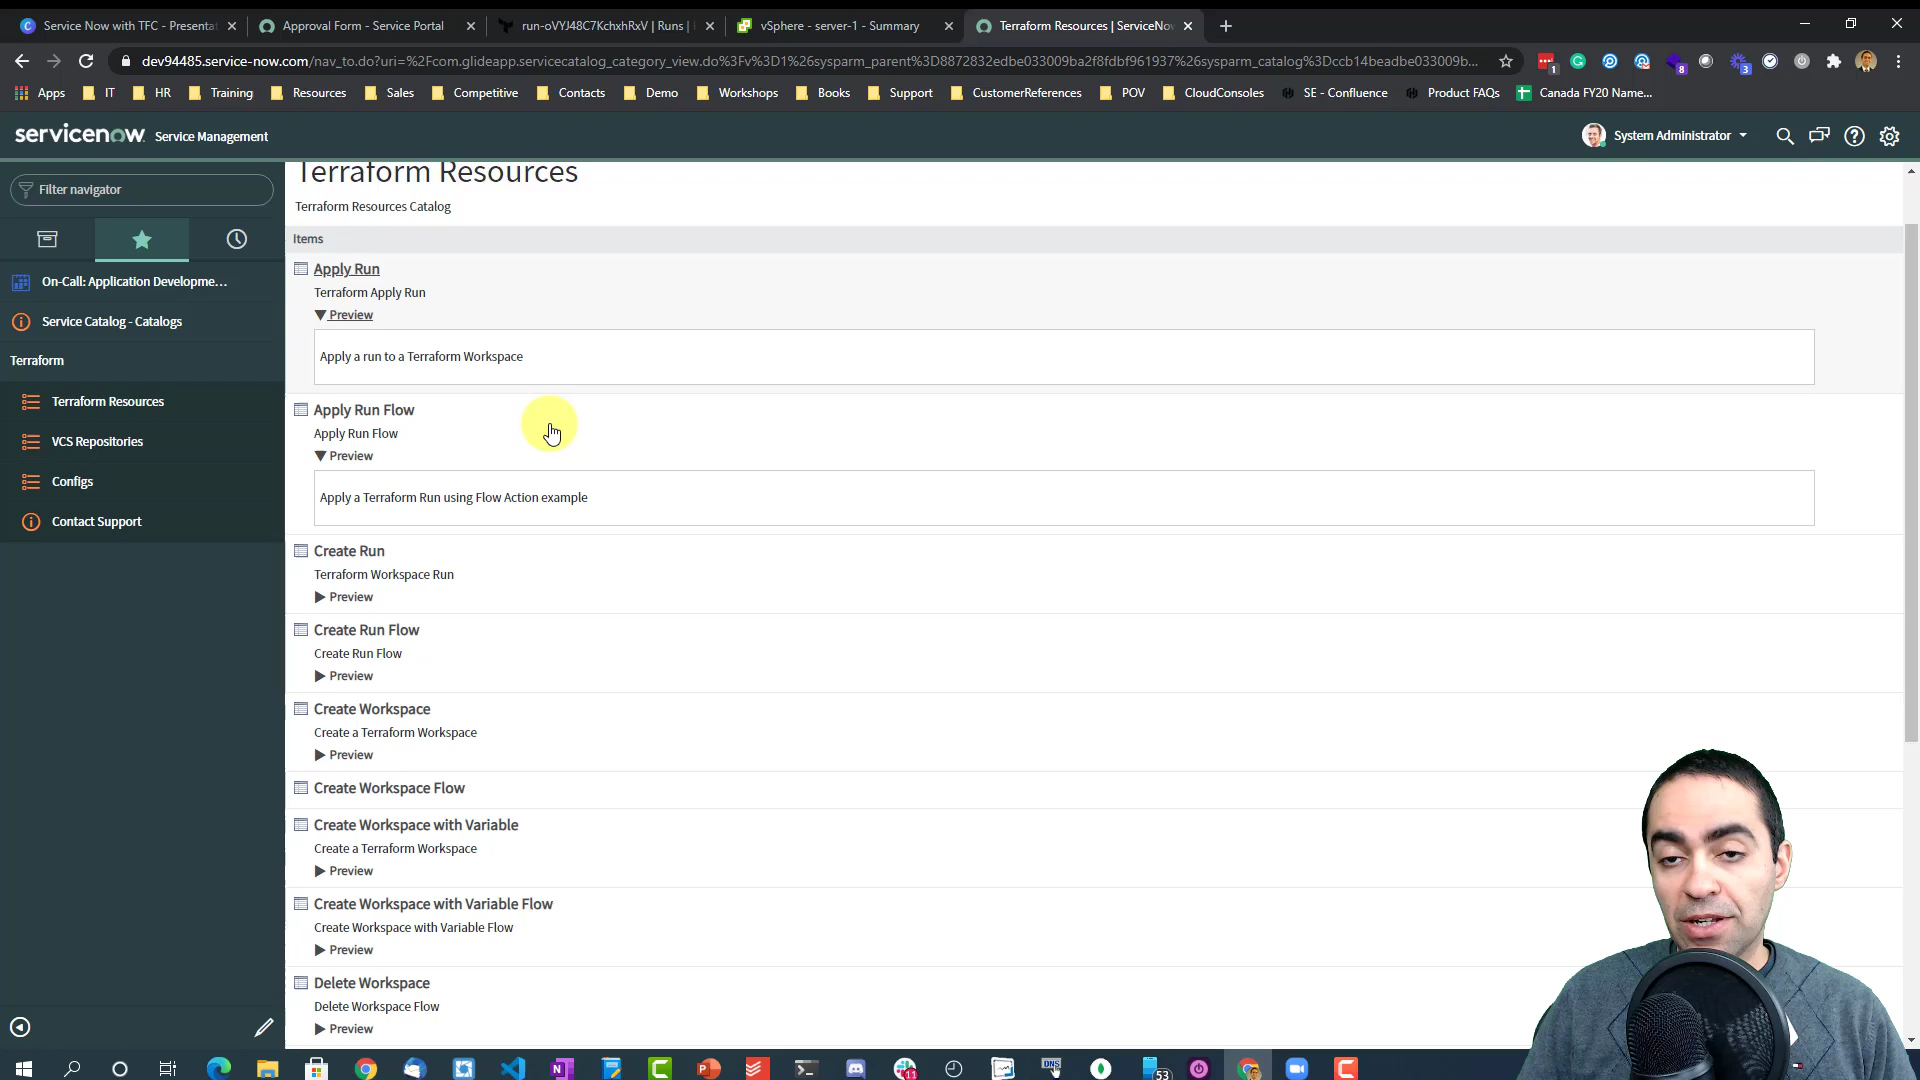 Service Now with TFC - Presentat
Approval Form - Service Portal
run-oVYJ48C7KchxhRxV | Runs |
vSphere - server-1 - Summary
Terraform Resources | ServiceNow
dev94485.service-now.com/nav_to.do?uri=%2Fcom.glideapp.servicecatalog_category_view.do%3Fv%3D1%26sysparm_parent%3D8872832edbe033009ba2f8fdbf961937%26sysparm_catalog%3Dccb14beadbe033009b...
1
8
3
Apps
IT
HR
Training
Resources
Sales
Competitive
Contacts
Demo
Workshops
Books
Support
CustomerReferences
POV
CloudConsoles
SE - Confluence
Product FAQs
Canada FY20 Name...
servicenow Service Management
System Administrator
Filter navigator
On-Call: Application Developme...
Service Catalog - Catalogs
Terraform
Terraform Resources
VCS Repositories
Configs
Contact Support
Terraform Resources
Terraform Resources Catalog
Items
Apply Run
Terraform Apply Run
Preview
Apply a run to a Terraform Workspace
Apply Run Flow
Apply Run Flow
Preview
Apply a Terraform Run using Flow Action example
Create Run
Terraform Workspace Run
Preview
Create Run Flow
Create Run Flow
Preview
Create Workspace
Create a Terraform Workspace
Preview
Create Workspace Flow
Create Workspace with Variable
Create a Terraform Workspace
Preview
Create Workspace with Variable Flow
Create Workspace with Variable Flow
Preview
Delete Workspace
Delete Workspace Flow
Preview
11
DNS
53